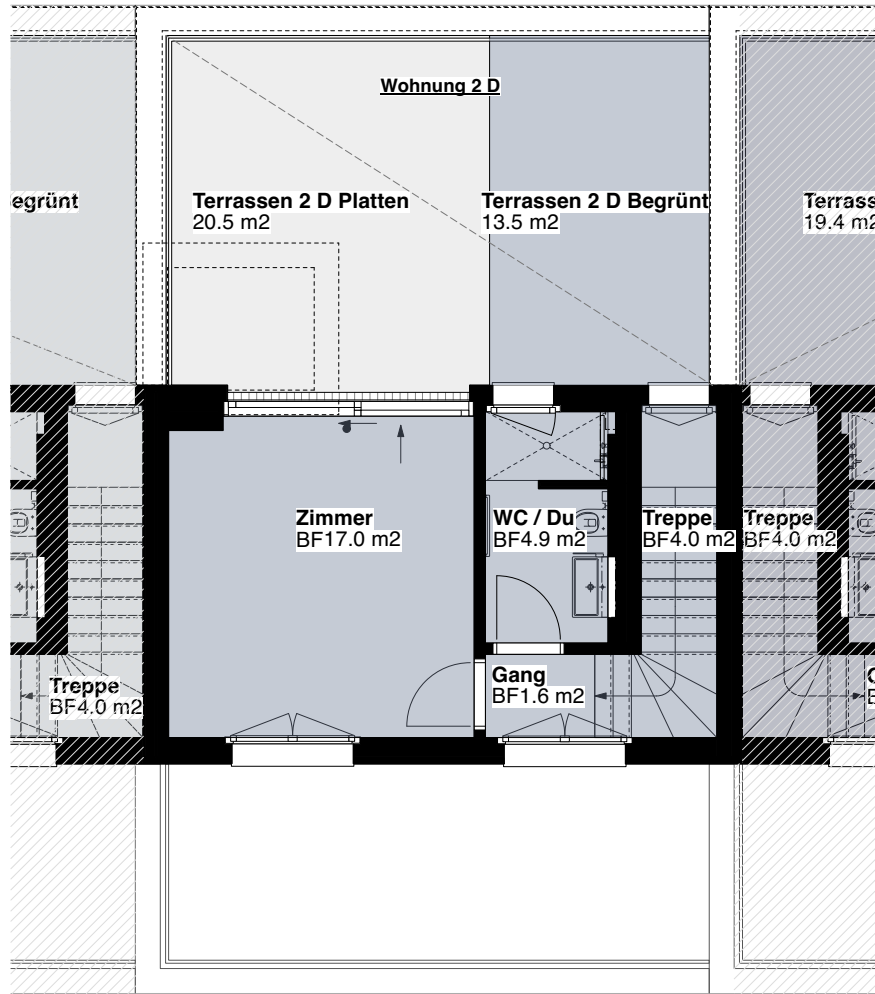 Wohnung 2 D
egrünt
Terrassen 2 D Platten
20.5 m2
Terrassen 2 D Begrünt
13.5 m2
Terrass
19.4 m2
Zimmer
BF17.0 m2
WC / Du
BF4.9 m2
Treppe
BF4.0 m2
Treppe
BF4.0 m2
Treppe
BF4.0 m2
Gang
BF1.6 m2